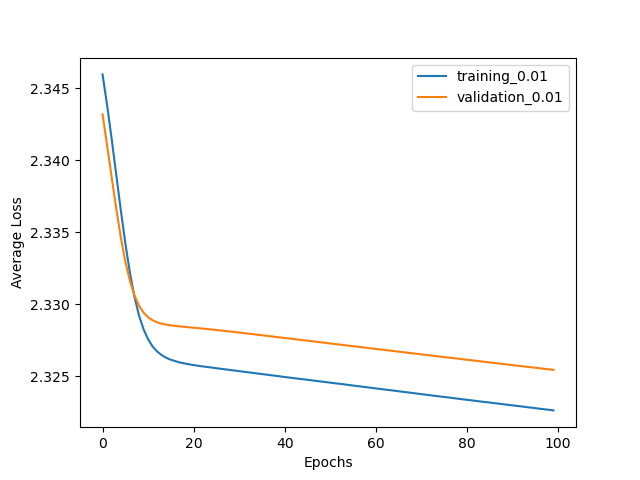 training_0.01
validation_0.01
2.345
2.340
2.335
2.330
2.325
Average Loss
0 20 40 60 80 100
Epochs